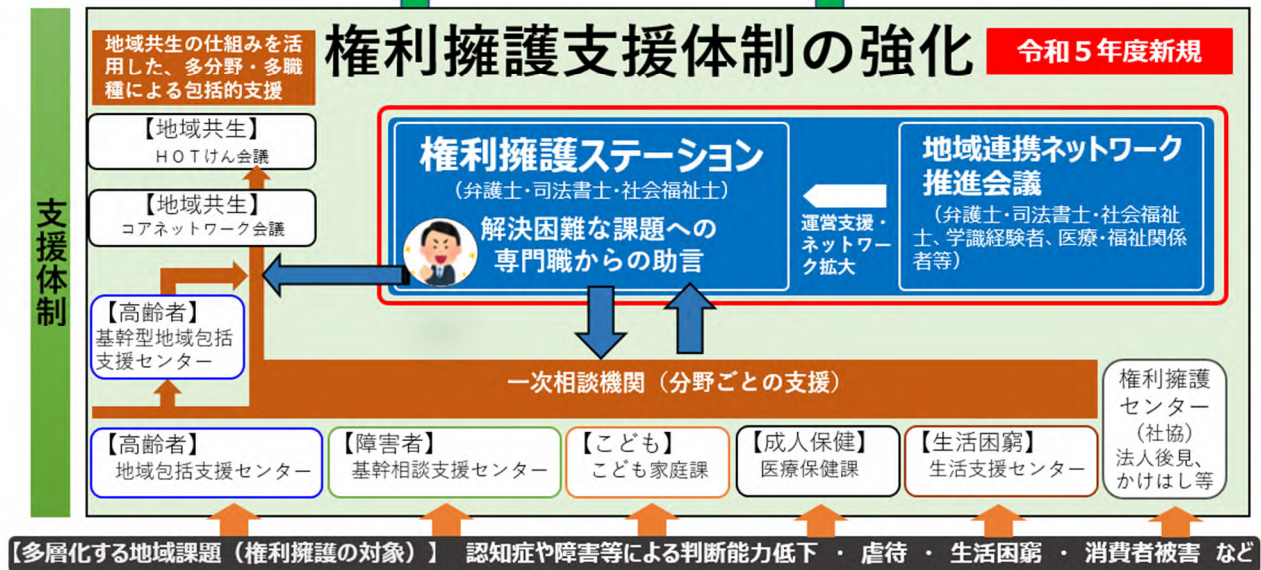 権利擁護支援体制の強化
令和5年度新規
地域共生の仕組みを活
用した、多分野・多職
種による包括的支援
【地域共生】
HOTけん会議
【地域共生】
コアネットワーク会議
支援体制
権利擁護ステーション
（弁護士・司法書士・社会福祉士）
解決困難な課題への
専門職からの助言
運営支援・
ネットワー
ク拡大
地域連携ネットワーク
推進会議
（弁護士・司法書士・社会福祉
士、学識経験者、医療・福祉関係
者等）
【高齢者】
基幹型地域包括
支援センター
一次相談機関（分野ごとの支援）
【高齢者】
地域包括支援センター
【障害者】
基幹相談支援センター
【こども】
こども家庭課
【成人保健】
医療保健課
【生活困窮】
生活支援センター
権利擁護
センター
（社協）
法人後見、
かけはし等
【多層化する地域課題（権利擁護の対象）】 認知症や障害等による判断能力低下 ・ 虐待 ・ 生活困窮 ・ 消費者被害 など